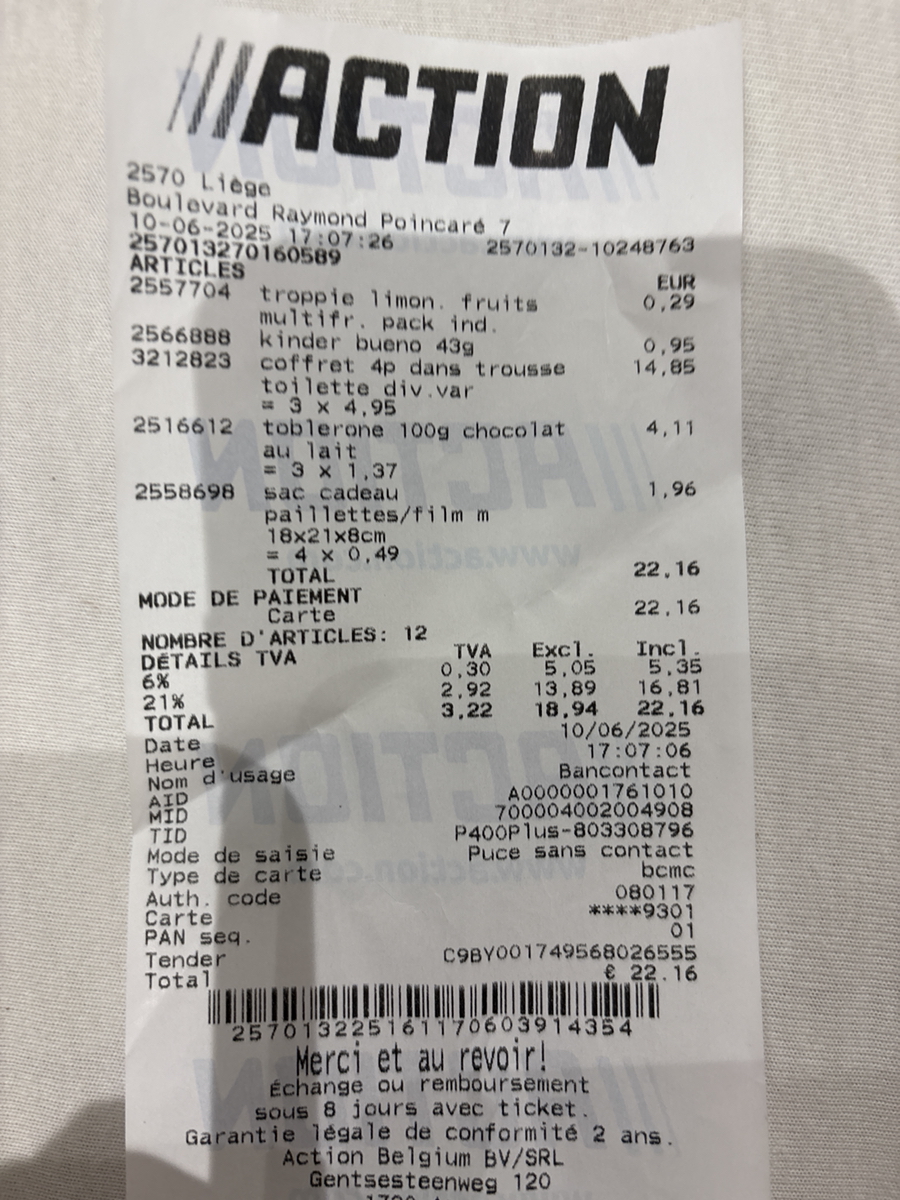 ACTION
2570 Liège
Boulevard Raymond Poincaré 7
10-06-2025 17:07:26 2570132-10248763
257013270160589
ARTICLES EUR
2557704 troppie limon. fruits 0,29
multifr. pack ind.
2566888 kinder bueno 43g 0,95
3212823 coffret 4p dans trousse 14,85
toilette div.var
= 3 x 4,95
2516612 toblerone 100g chocolat 4,11
au lait
= 3 x 1,37
2558698 sac cadeau 1,96
paillettes/film m
18x21x8cm
= 4 x 0,49
TOTAL 22,16
MODE DE PAIEMENT
Carte 22,16
NOMBRE D'ARTICLES: 12
DÉTAILS TVA TVA Excl. Incl.
6% 0,30 5,05 5,35
21% 2,92 13,89 16,81
TOTAL 3,22 18,94 22,16
Date 10/06/2025
Heure 17:07:06
Nom d'usage Bancontact
AID A0000001761010
MID 700004002004908
TID P400Plus-803308796
Mode de saisie Puce sans contact
Type de carte bcmc
Auth. code 080117
Carte ****9301
PAN seq. 01
Tender C9BY001749568026555
Total € 22.16
257013225161170603914354
Merci et au revoir!
Échange ou remboursement
sous 8 jours avec ticket.
Garantie légale de conformité 2 ans.
Action Belgium BV/SRL
Gentsesteenweg 120